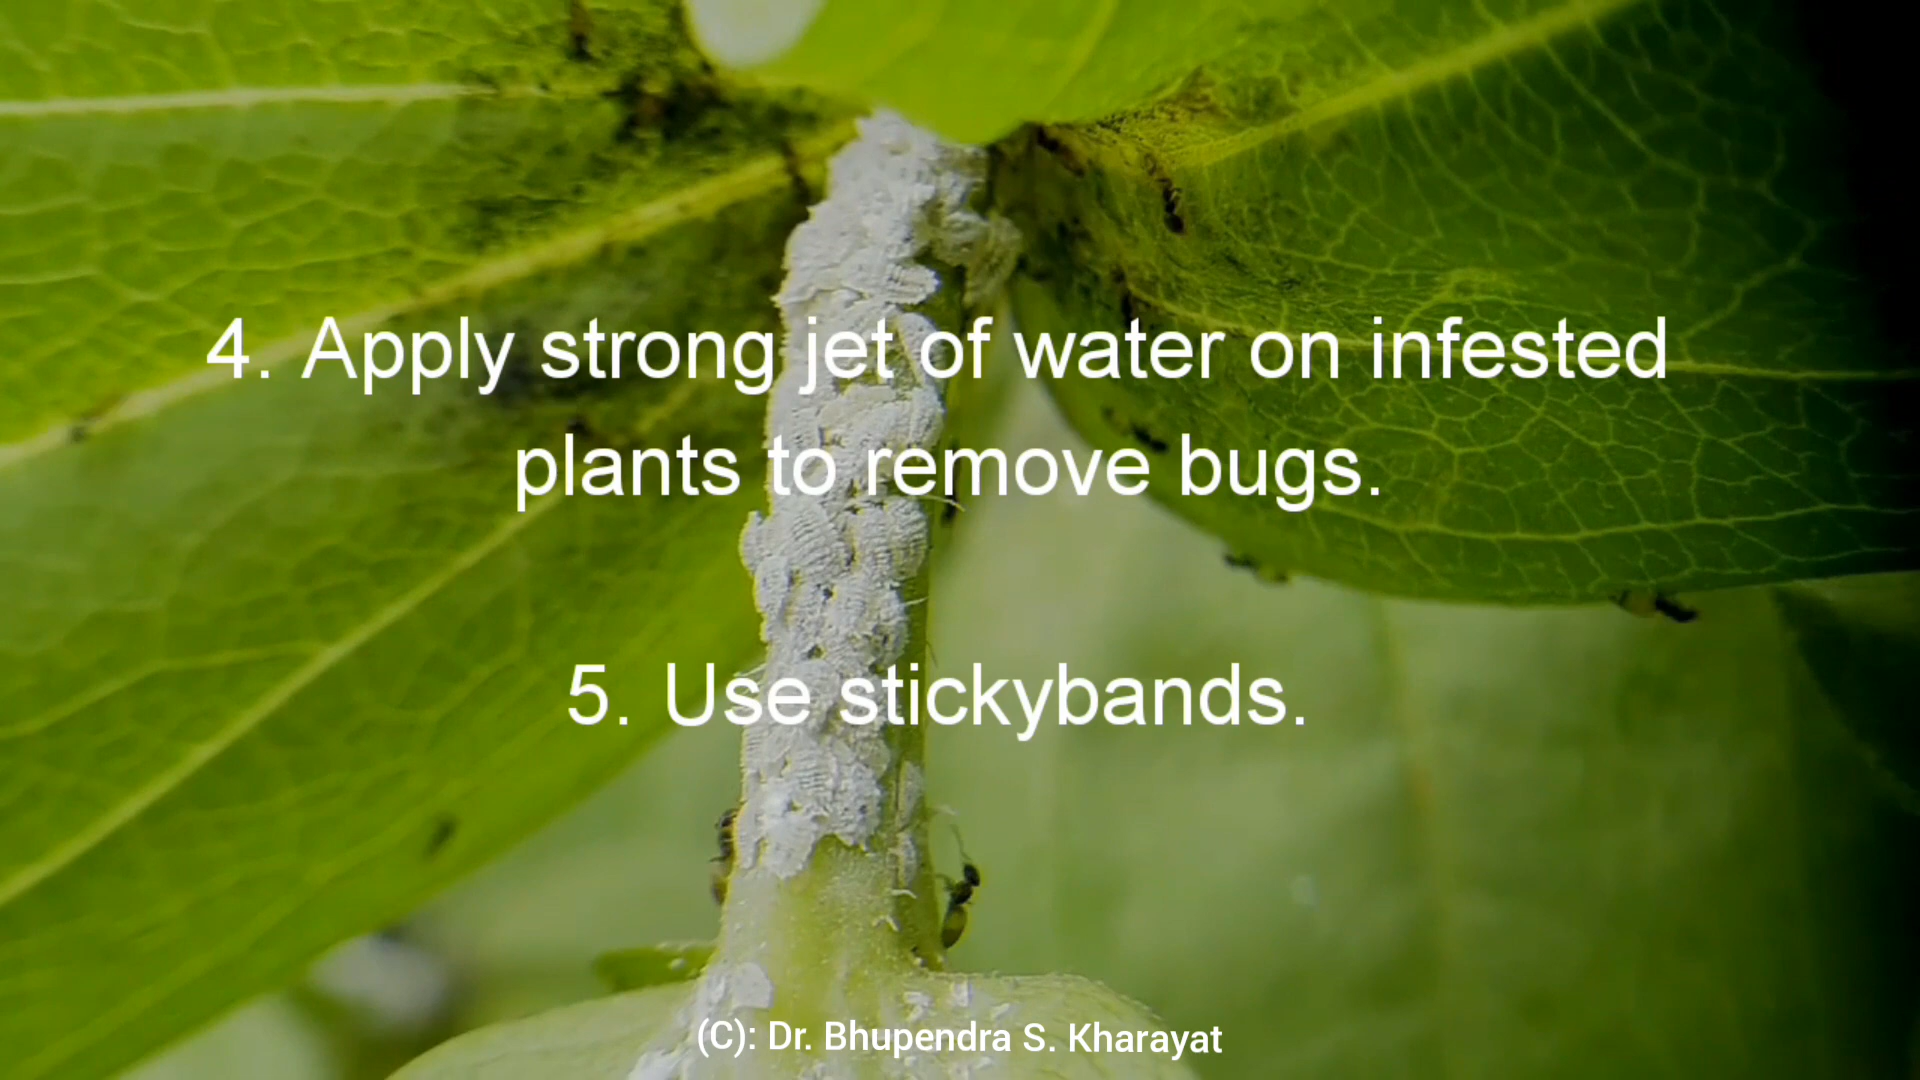 4. Apply strong jet of water on infested
plants to remove bugs.
5. Use stickybands.
(C): Dr. Bhupendra S. Kharayat